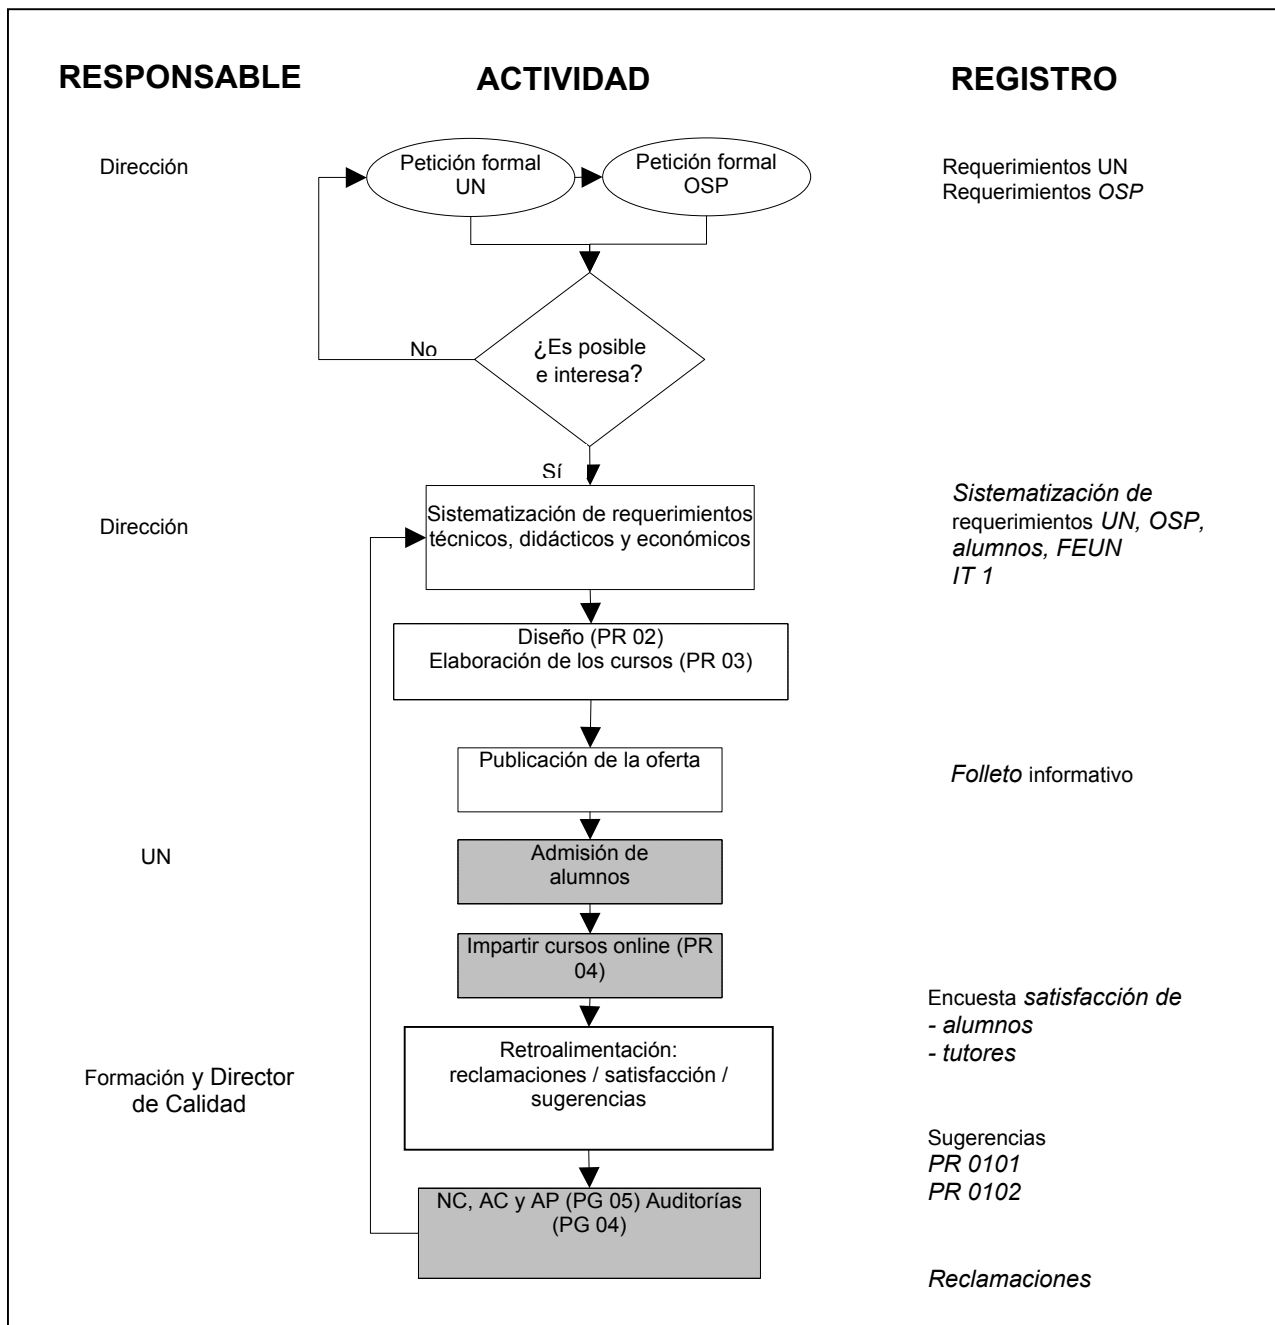 RESPONSABLE
ACTIVIDAD
REGISTRO
Dirección
Petición formal
UN
Petición formal
OSP
Requerimientos UN
Requerimientos OSP
No
¿Es posible
e interesa?
Sí
Dirección
Sistematización de requerimientos
técnicos, didácticos y económicos
Sistematización de
requerimientos UN, OSP,
alumnos, FEUN
IT 1
Diseño (PR 02)
Elaboración de los cursos (PR 03)
Publicación de la oferta
Folleto informativo
UN
Admisión de
alumnos
Impartir cursos online (PR
04)
Encuesta satisfacción de
- alumnos
- tutores
Formación y Director
de Calidad
Retroalimentación:
reclamaciones / satisfacción /
sugerencias
Sugerencias
PR 0101
PR 0102
NC, AC y AP (PG 05) Auditorías
(PG 04)
Reclamaciones